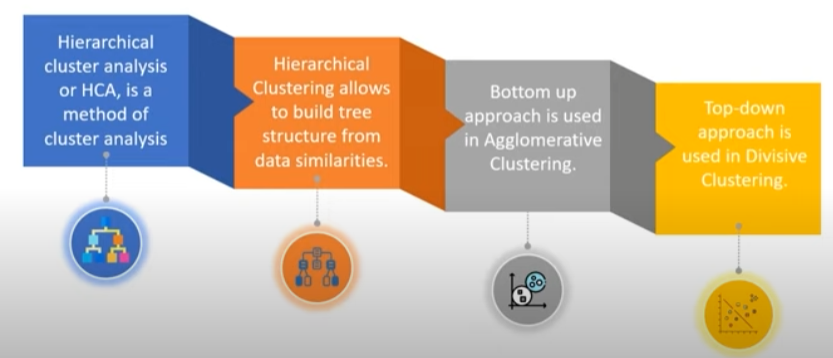 Hierarchical
cluster analysis
or HCA, is a
method of
cluster analysis
Hierarchical
Clustering allows
to build tree
structure from
data similarities.
Bottom up
approach is used
in Agglomerative
Clustering.
Top-down
approach is
used in Divisive
Clustering.